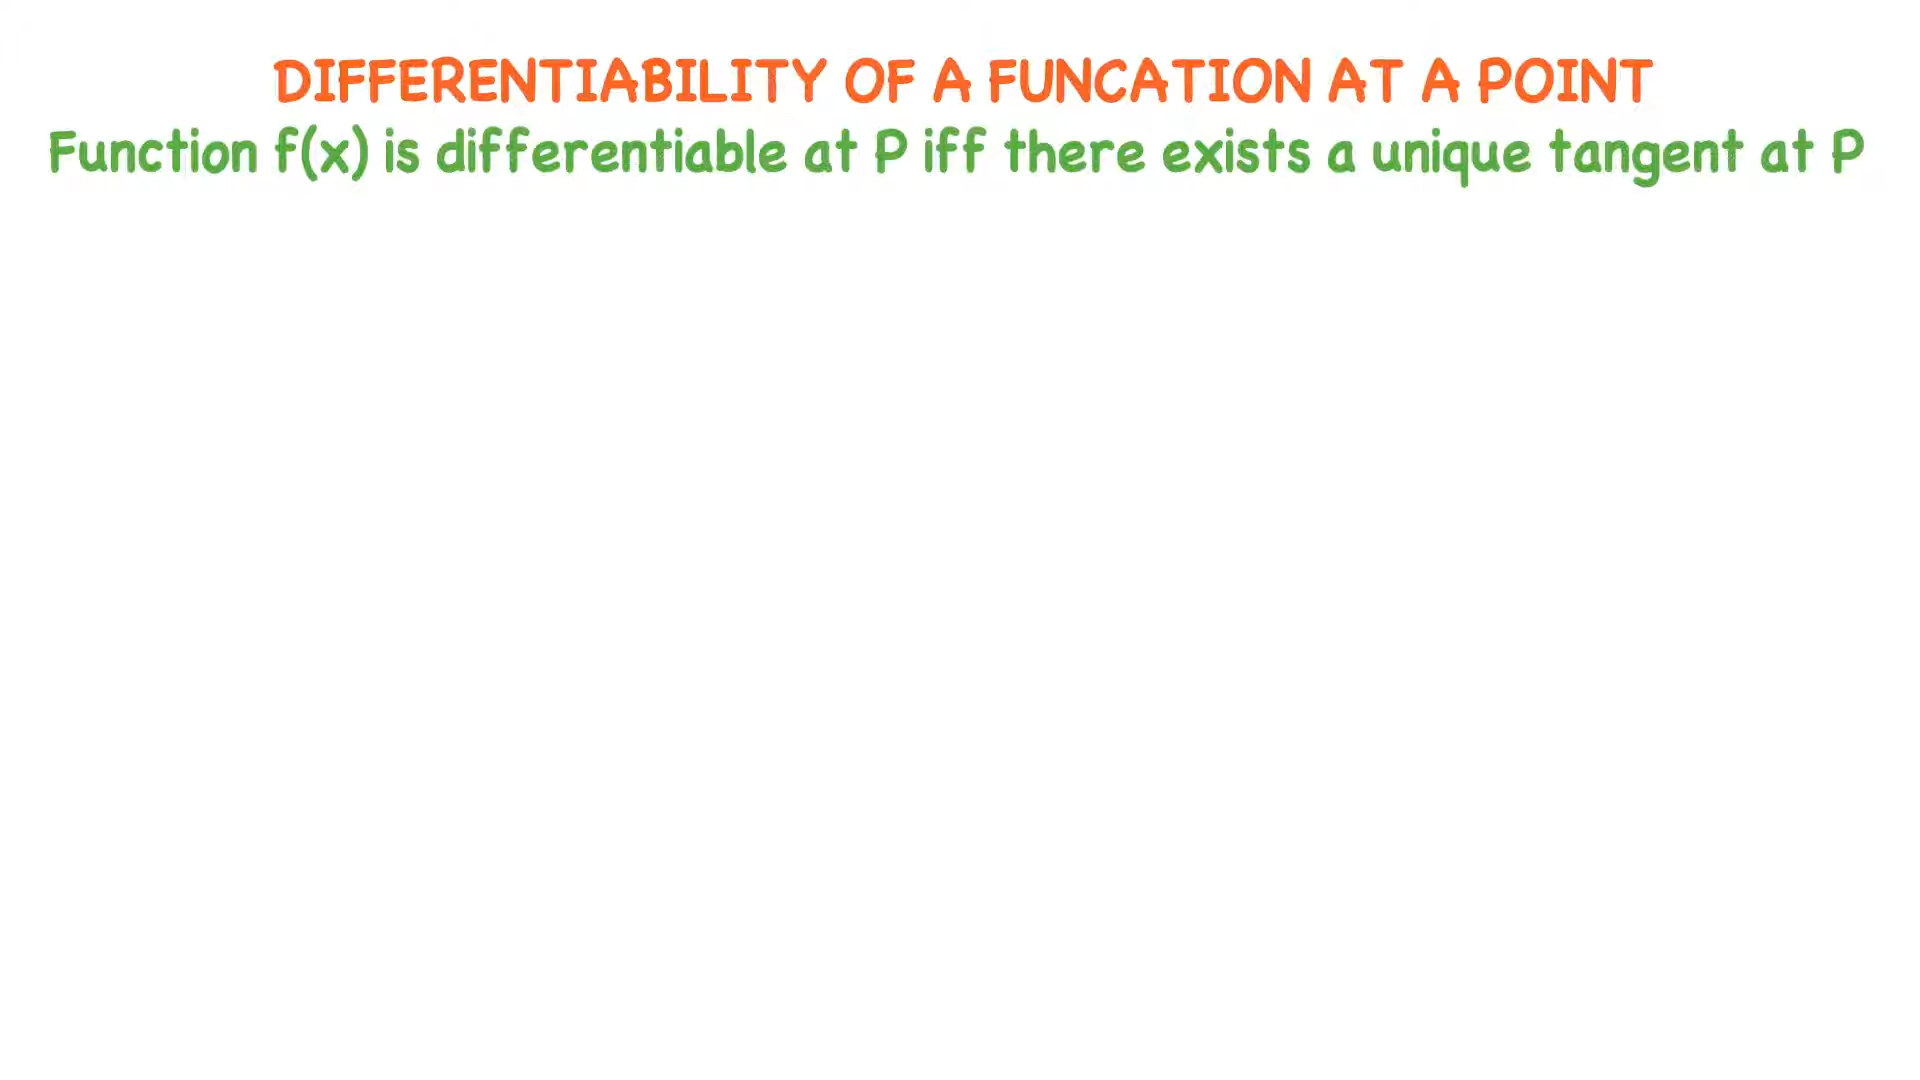 DIFFERENTIABILITY OF A FUNCATION AT A POINT
Function f(x) is differentiable at P iff there exists a unique tangent at P